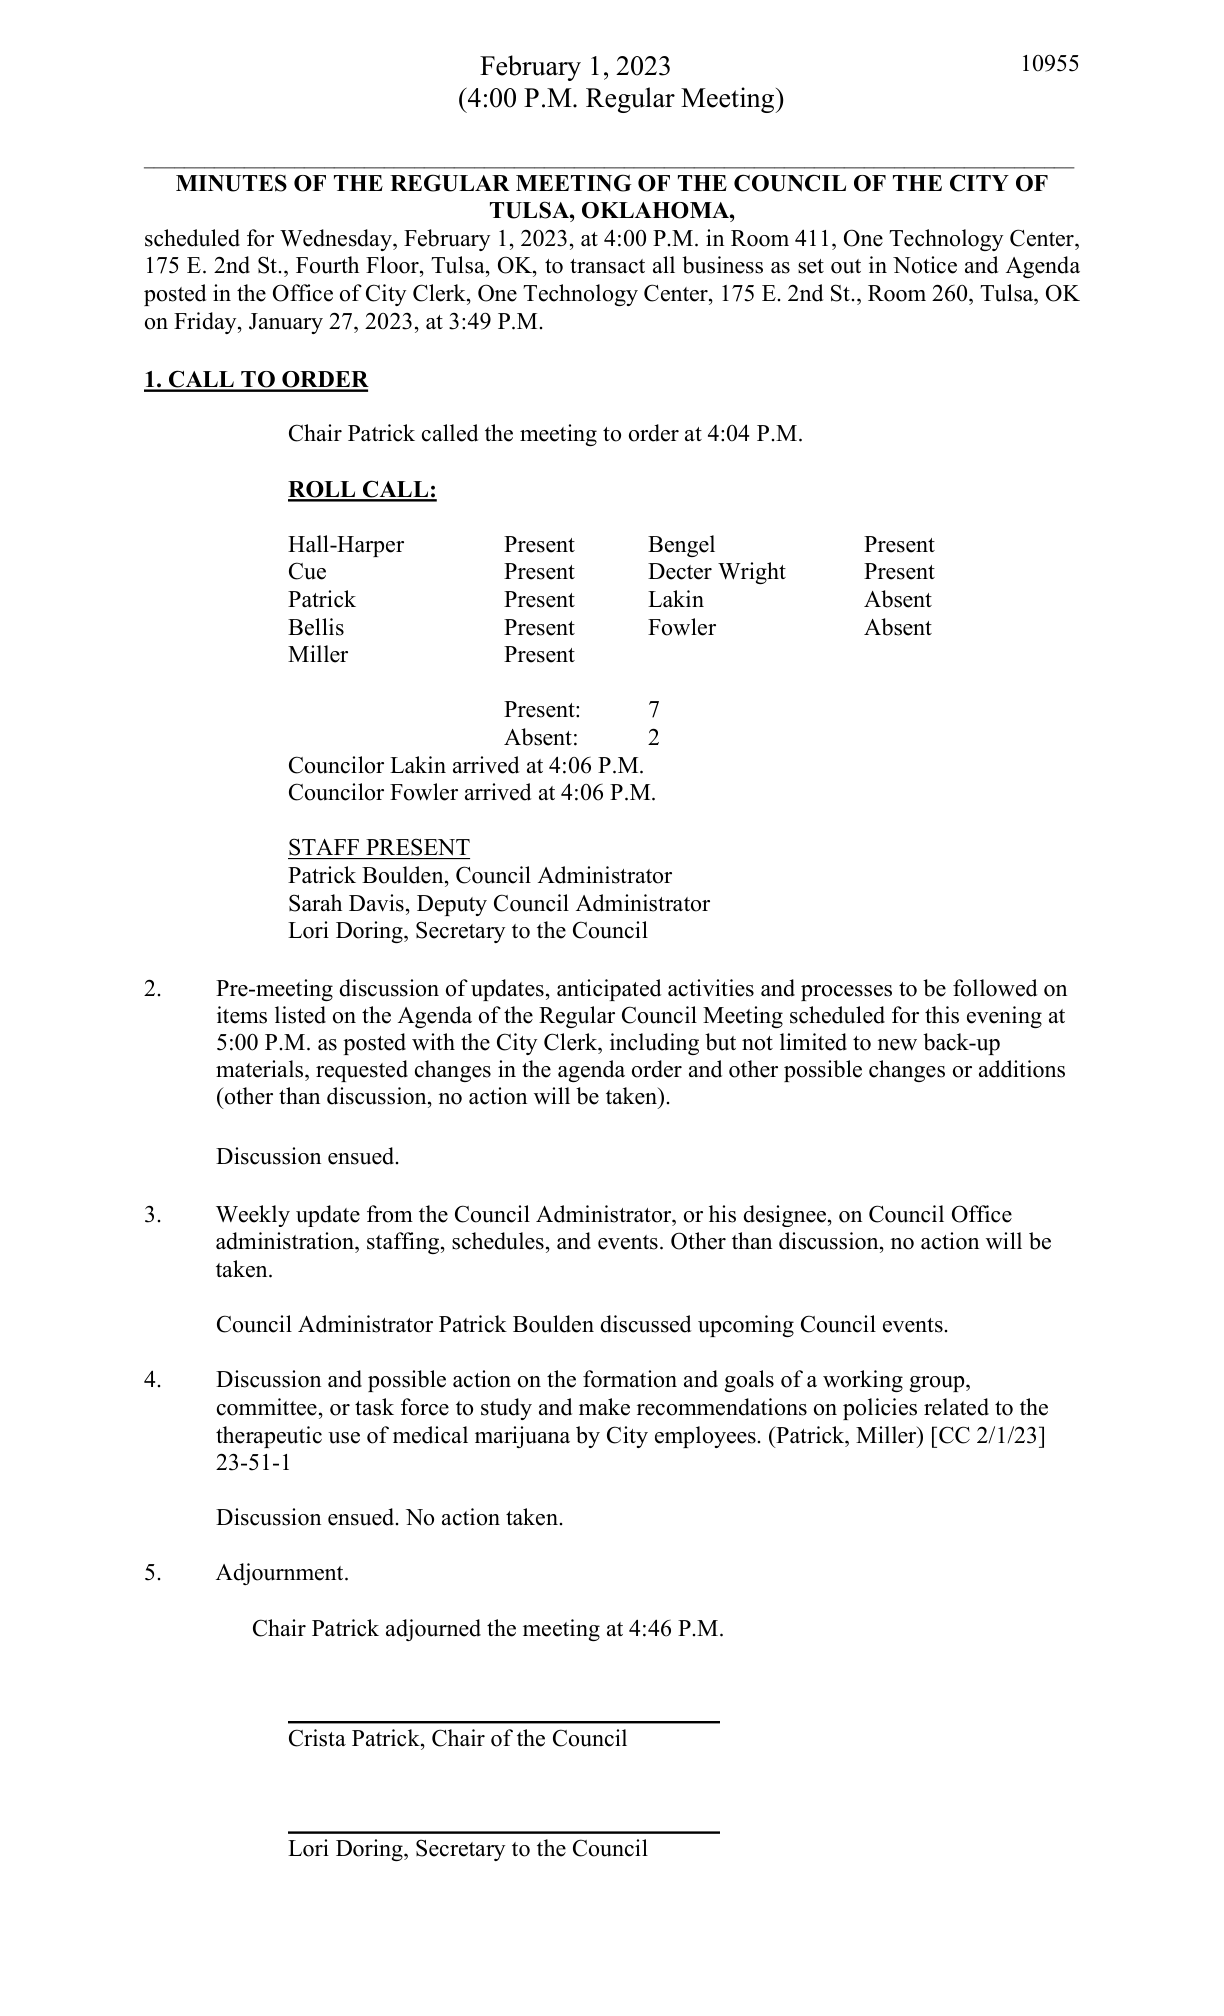 February 1, 2023 10955
(4:00 P.M. Regular Meeting)
MINUTES OF THE REGULAR MEETING OF THE COUNCIL OF THE CITY OF
TULSA, OKLAHOMA,
scheduled for Wednesday, February 1, 2023, at 4:00 P.M. in Room 411, One Technology Center,
175 E. 2nd St., Fourth Floor, Tulsa, OK, to transact all business as set out in Notice and Agenda
posted in the Office of City Clerk, One Technology Center, 175 E. 2nd St., Room 260, Tulsa, OK
on Friday, January 27, 2023, at 3:49 P.M.
1. CALL TO ORDER
Chair Patrick called the meeting to order at 4:04 P.M.
ROLL CALL:
Hall-Harper Present Bengel Present
Cue Present Decter Wright Present
Patrick Present Lakin Absent
Bellis Present Fowler Absent
Miller Present
Present: 7
Absent: 2
Councilor Lakin arrived at 4:06 P.M.
Councilor Fowler arrived at 4:06 P.M.
STAFF PRESENT
Patrick Boulden, Council Administrator
Sarah Davis, Deputy Council Administrator
Lori Doring, Secretary to the Council
2. Pre-meeting discussion of updates, anticipated activities and processes to be followed on
items listed on the Agenda of the Regular Council Meeting scheduled for this evening at
5:00 P.M. as posted with the City Clerk, including but not limited to new back-up
materials, requested changes in the agenda order and other possible changes or additions
(other than discussion, no action will be taken).
Discussion ensued.
3. Weekly update from the Council Administrator, or his designee, on Council Office
administration, staffing, schedules, and events. Other than discussion, no action will be
taken.
Council Administrator Patrick Boulden discussed upcoming Council events.
4. Discussion and possible action on the formation and goals of a working group,
committee, or task force to study and make recommendations on policies related to the
therapeutic use of medical marijuana by City employees. (Patrick, Miller) [CC 2/1/23]
23-51-1
Discussion ensued. No action taken.
5. Adjournment.
Chair Patrick adjourned the meeting at 4:46 P.M.
Crista Patrick, Chair of the Council
Lori Doring, Secretary to the Council